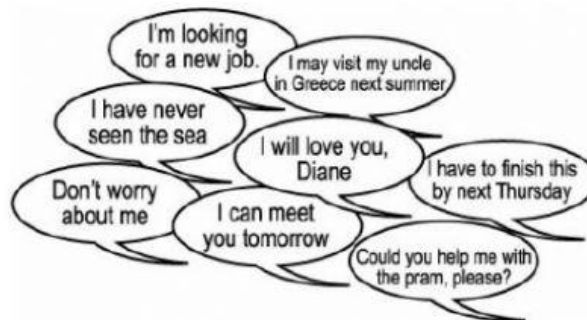 I'm looking
for a new job.
I may visit my uncle
in Greece next summer
I have never
seen the sea
I will love you,
Diane
I have to finish this
by next Thursday
Don't worry
about me
I can meet
you tomorrow
Could you help me with
the pram, please?